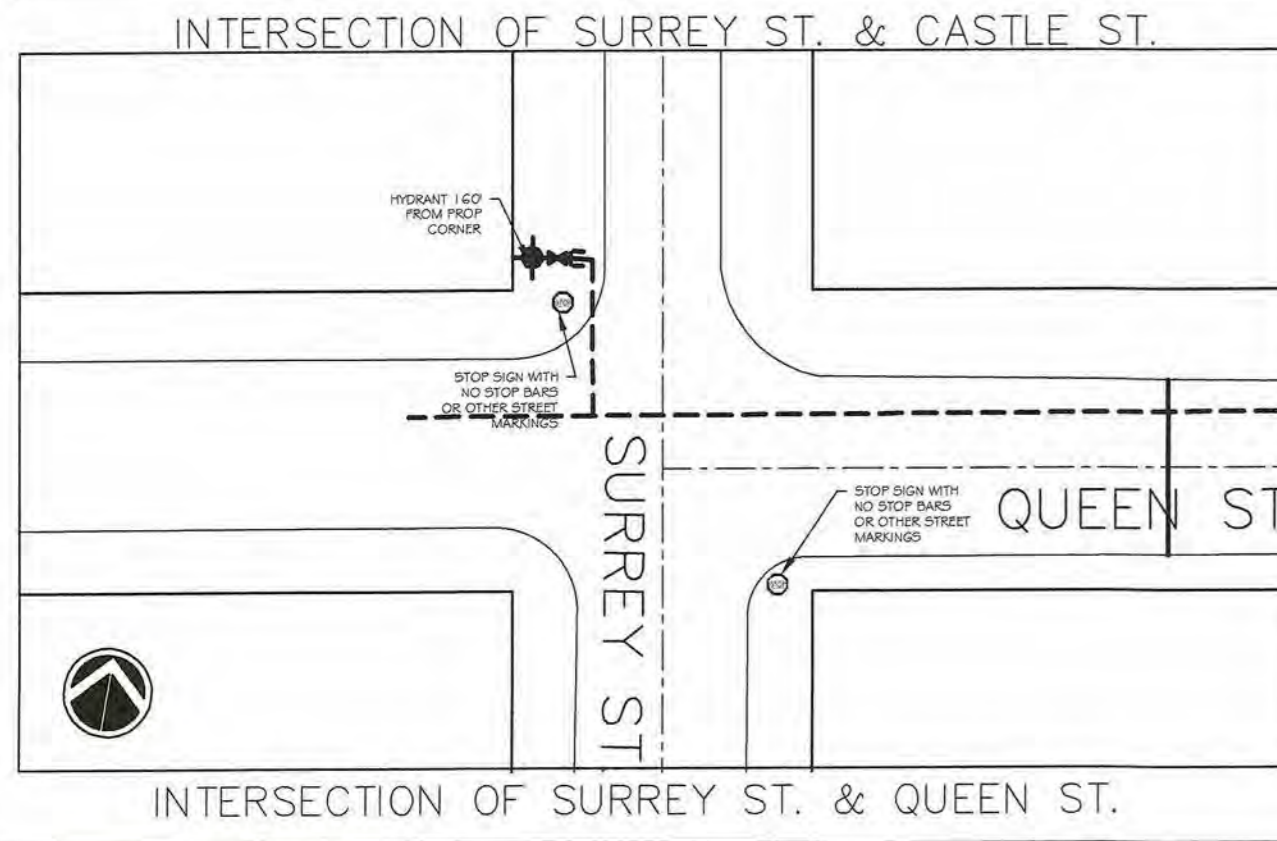 INTERSECTION OF SURREY ST. & CASTLE ST.
HYDRANT 160'
FROM PROP
CORNER
STOP
STOP SIGN WITH
NO STOP BARS
OR OTHER STREET
MARKINGS
SURREY ST
STOP SIGN WITH
NO STOP BARS
OR OTHER STREET
MARKINGS
QUEEN ST
STOP
INTERSECTION OF SURREY ST. & QUEEN ST.